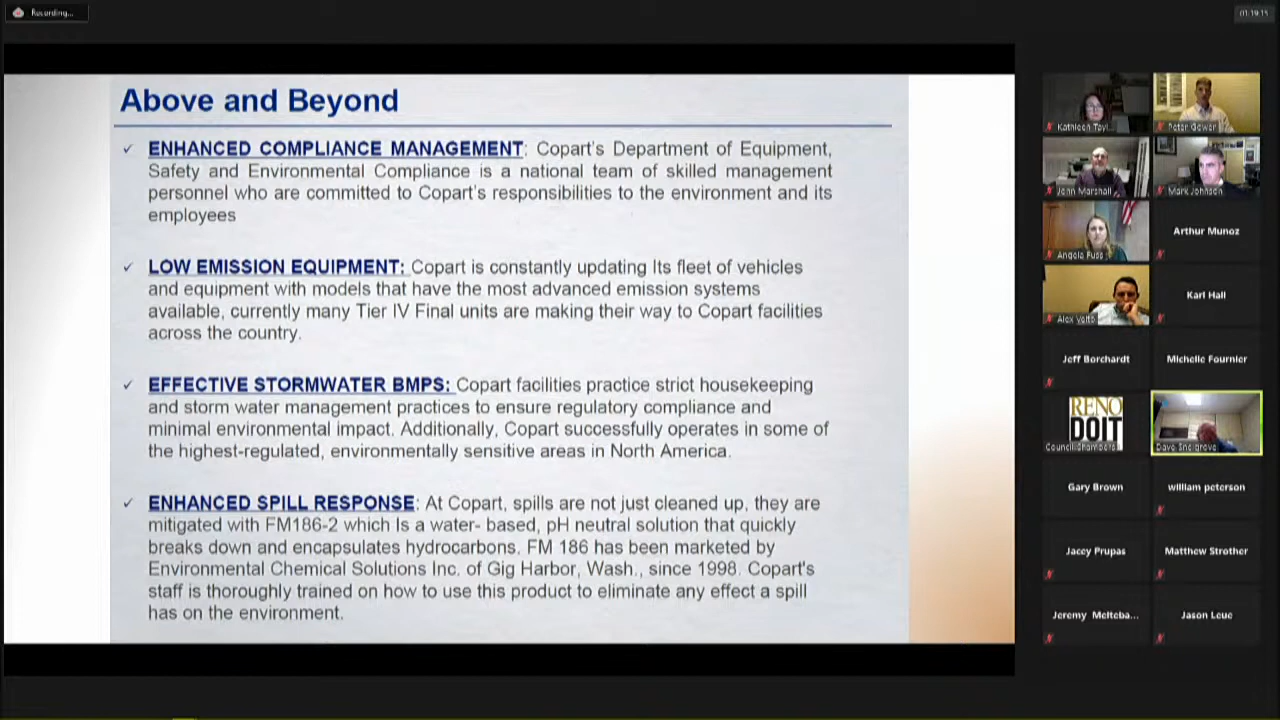 Recording...
01:19:15
Above and Beyond
✓ ENHANCED COMPLIANCE MANAGEMENT: Copart's Department of Equipment,
Safety and Environmental Compliance is a national team of skilled management
personnel who are committed to Copart's responsibilities to the environment and its
employees
✓ LOW EMISSION EQUIPMENT: Copart is constantly updating Its fleet of vehicles
and equipment with models that have the most advanced emission systems
available, currently many Tier IV Final units are making their way to Copart facilities
across the country.
✓ EFFECTIVE STORMWATER BMPS: Copart facilities practice strict housekeeping
and storm water management practices to ensure regulatory compliance and
minimal environmental impact. Additionally, Copart successfully operates in some of
the highest-regulated, environmentally sensitive areas in North America.
✓ ENHANCED SPILL RESPONSE: At Copart, spills are not just cleaned up, they are
mitigated with FM186-2 which Is a water- based, pH neutral solution that quickly
breaks down and encapsulates hydrocarbons. FM 186 has been marketed by
Environmental Chemical Solutions Inc. of Gig Harbor, Wash., since 1998. Copart's
staff is thoroughly trained on how to use this product to eliminate any effect a spill
has on the environment.
Kathleen Tayl...
Peter Gower
John Marshall
Mark Johnson
Angela Fuss
Arthur Munoz
Alex Velto
Karl Hall
Jeff Borchardt
Michelle Fournier
RENO
DOIT
Council Chambers
Dave Snelgrove
Gary Brown
william peterson
Jacey Prupas
Matthew Strother
Jeremy Melteba...
Jason Leue